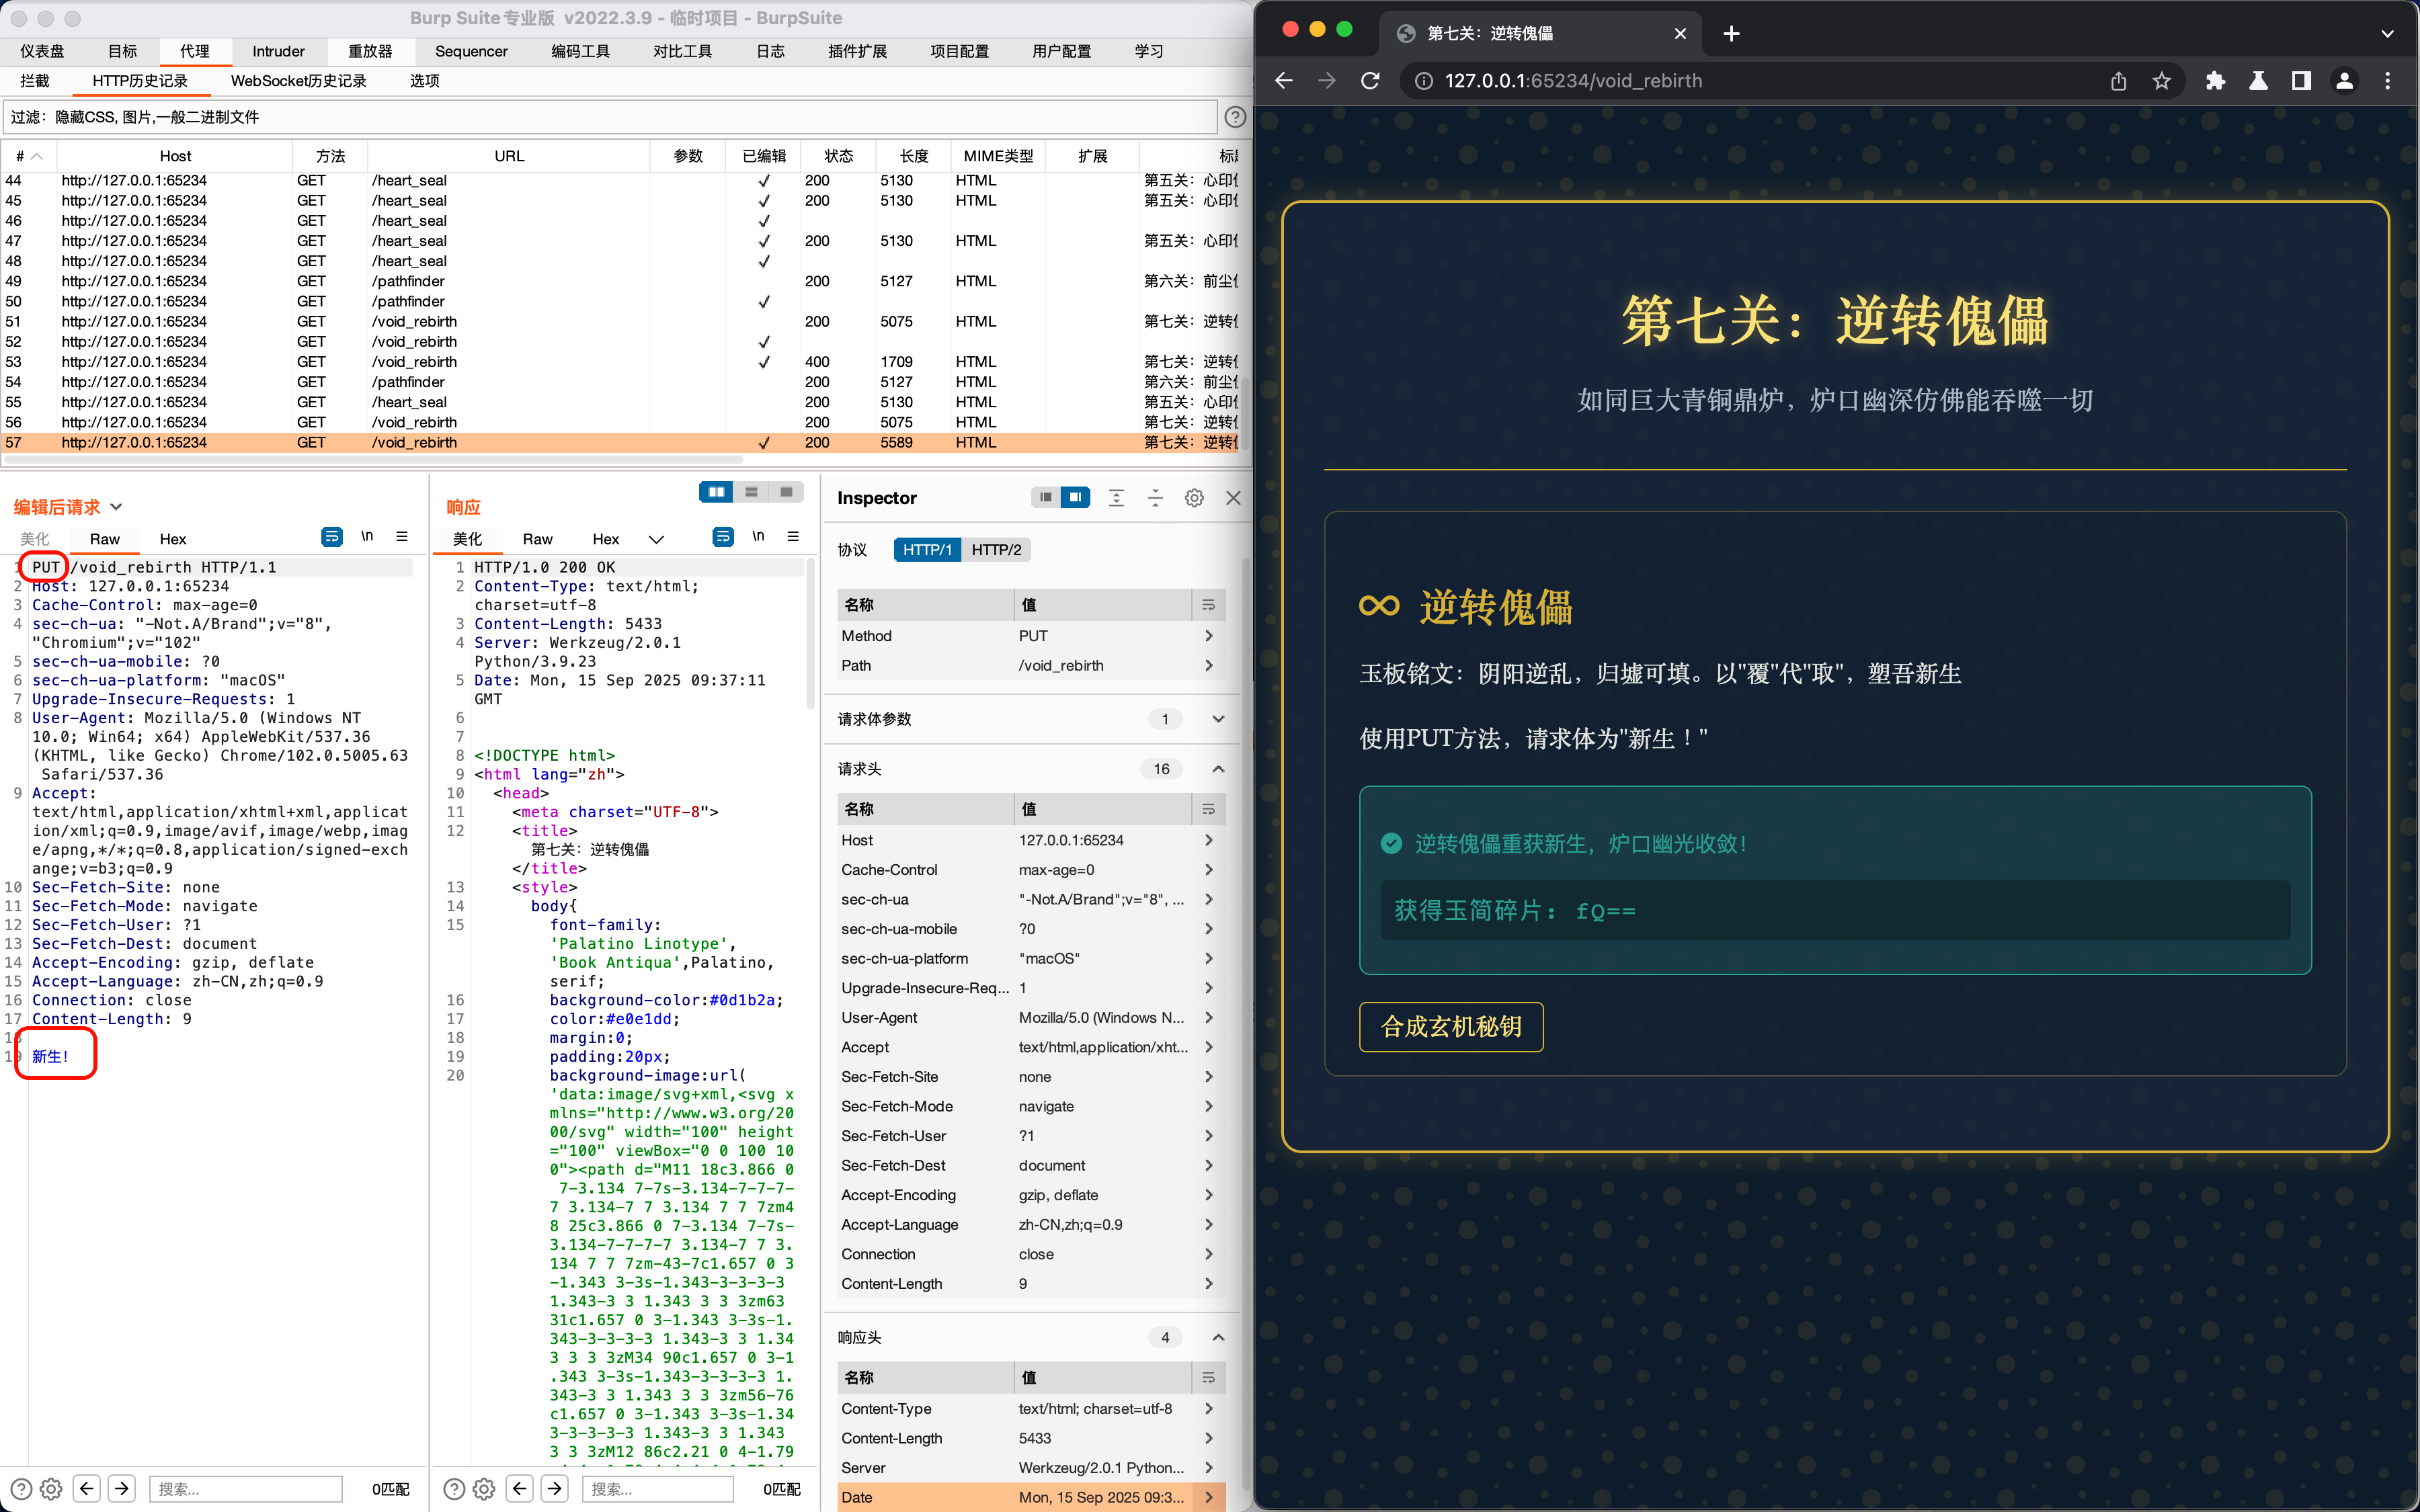 Burp Suite专业版 v2022.3.9 - 临时项目 - BurpSuite
仪表盘 目标 代理 Intruder 重放器 Sequencer 编码工具 对比工具 日志 插件扩展 项目配置 用户配置 学习
拦截 HTTP历史记录 WebSocket历史记录 选项
过滤：隐藏CSS, 图片,一般二进制文件
# Host 方法 URL 参数 已编辑 状态 长度 MIME类型 扩展
44 http://127.0.0.1:65234 GET /heart_seal ✓ 200 5130 HTML 第五关：心印
45 http://127.0.0.1:65234 GET /heart_seal ✓ 200 5130 HTML 第五关：心印
46 http://127.0.0.1:65234 GET /heart_seal ✓
47 http://127.0.0.1:65234 GET /heart_seal ✓ 200 5130 HTML 第五关：心印
48 http://127.0.0.1:65234 GET /heart_seal ✓
49 http://127.0.0.1:65234 GET /pathfinder 200 5127 HTML 第六关：前尘
50 http://127.0.0.1:65234 GET /pathfinder ✓
51 http://127.0.0.1:65234 GET /void_rebirth 200 5075 HTML 第七关：逆转
52 http://127.0.0.1:65234 GET /void_rebirth ✓
53 http://127.0.0.1:65234 GET /void_rebirth ✓ 400 1709 HTML 第七关：逆转
54 http://127.0.0.1:65234 GET /pathfinder 200 5127 HTML 第六关：前尘
55 http://127.0.0.1:65234 GET /heart_seal 200 5130 HTML 第五关：心印
56 http://127.0.0.1:65234 GET /void_rebirth 200 5075 HTML 第七关：逆转
57 http://127.0.0.1:65234 GET /void_rebirth ✓ 200 5589 HTML 第七关：逆转
编辑后请求
美化 Raw Hex \n
PUT /void_rebirth HTTP/1.1
2 Host: 127.0.0.1:65234
3 Cache-Control: max-age=0
4 sec-ch-ua: "-Not.A/Brand";v="8",
"Chromium";v="102"
5 sec-ch-ua-mobile: ?0
6 sec-ch-ua-platform: "macOS"
7 Upgrade-Insecure-Requests: 1
8 User-Agent: Mozilla/5.0 (Windows NT
10.0; Win64; x64) AppleWebKit/537.36
(KHTML, like Gecko) Chrome/102.0.5005.63
Safari/537.36
9 Accept:
text/html,application/xhtml+xml,applicat
ion/xml;q=0.9,image/avif,image/webp,imag
e/apng,*/*;q=0.8,application/signed-exch
ange;v=b3;q=0.9
10 Sec-Fetch-Site: none
11 Sec-Fetch-Mode: navigate
12 Sec-Fetch-User: ?1
13 Sec-Fetch-Dest: document
14 Accept-Encoding: gzip, deflate
15 Accept-Language: zh-CN,zh;q=0.9
16 Connection: close
17 Content-Length: 9
18
19 新生！
搜索... 0匹配
响应
美化 Raw Hex \n
1 HTTP/1.0 200 OK
2 Content-Type: text/html;
charset=utf-8
3 Content-Length: 5433
4 Server: Werkzeug/2.0.1
Python/3.9.23
5 Date: Mon, 15 Sep 2025 09:37:11
GMT
6
7
8 <!DOCTYPE html>
9 <html lang="zh">
10 <head>
11 <meta charset="UTF-8">
12 <title>
第七关：逆转傀儡
</title>
13 <style>
14 body{
15 font-family:
'Palatino Linotype',
'Book Antiqua',Palatino,
serif;
16 background-color:#0d1b2a;
17 color:#e0e1dd;
18 margin:0;
19 padding:20px;
20 background-image:url(
'data:image/svg+xml,<svg x
mlns="http://www.w3.org/20
00/svg" width="100" height
="100" viewBox="0 0 100 10
0"><path d="M11 18c3.866 0
7-3.134 7-7s-3.134-7-7-7-
7 3.134-7 7 3.134 7 7 7zm4
8 25c3.866 0 7-3.134 7-7s-
3.134-7-7-7-7 3.134-7 7 3.
134 7 7 7zm-43-7c1.657 0 3
-1.343 3-3s-1.343-3-3-3-3
1.343-3 3 1.343 3 3 3zm63
31c1.657 0 3-1.343 3-3s-1.
343-3-3-3-3 1.343-3 3 1.34
3 3 3 3zM34 90c1.657 0 3-1
.343 3-3s-1.343-3-3-3-3 1.
343-3 3 1.343 3 3 3zm56-76
c1.657 0 3-1.343 3-3s-1.34
3-3-3-3-3 1.343-3 3 1.343
3 3 3zM12 86c2.21 0 4-1.79
搜索... 0匹配
Inspector
协议 HTTP/1 HTTP/2
名称 值
Method PUT
Path /void_rebirth
请求体参数 1
请求头 16
名称 值
Host 127.0.0.1:65234
Cache-Control max-age=0
sec-ch-ua "-Not.A/Brand";v="8", ...
sec-ch-ua-mobile ?0
sec-ch-ua-platform "macOS"
Upgrade-Insecure-Req... 1
User-Agent Mozilla/5.0 (Windows N...
Accept text/html,application/xht...
Sec-Fetch-Site none
Sec-Fetch-Mode navigate
Sec-Fetch-User ?1
Sec-Fetch-Dest document
Accept-Encoding gzip, deflate
Accept-Language zh-CN,zh;q=0.9
Connection close
Content-Length 9
响应头 4
名称 值
Content-Type text/html; charset=utf-8
Content-Length 5433
Server Werkzeug/2.0.1 Python...
Date Mon, 15 Sep 2025 09:3...
第七关：逆转傀儡
127.0.0.1:65234/void_rebirth
第七关：逆转傀儡
如同巨大青铜鼎炉，炉口幽深仿佛能吞噬一切
逆转傀儡
玉板铭文：阴阳逆乱，归墟可填。以"覆"代"取"，塑吾新生
使用PUT方法，请求体为"新生！"
逆转傀儡重获新生，炉口幽光收敛！
获得玉简碎片：fQ==
合成玄机秘钥